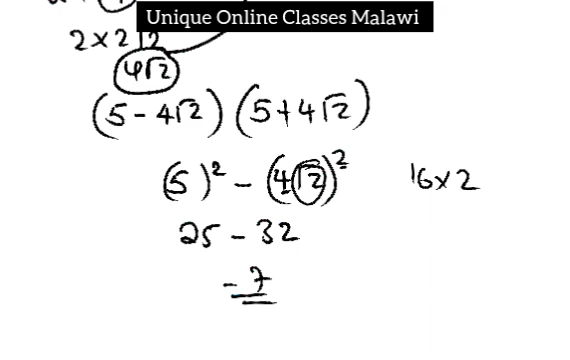 Unique Online Classes Malawi
2 × 2√2
4√2
(5 - 4√2) (5 + 4√2)
(5)² - (4√2)² 16 × 2
25 - 32
- 7